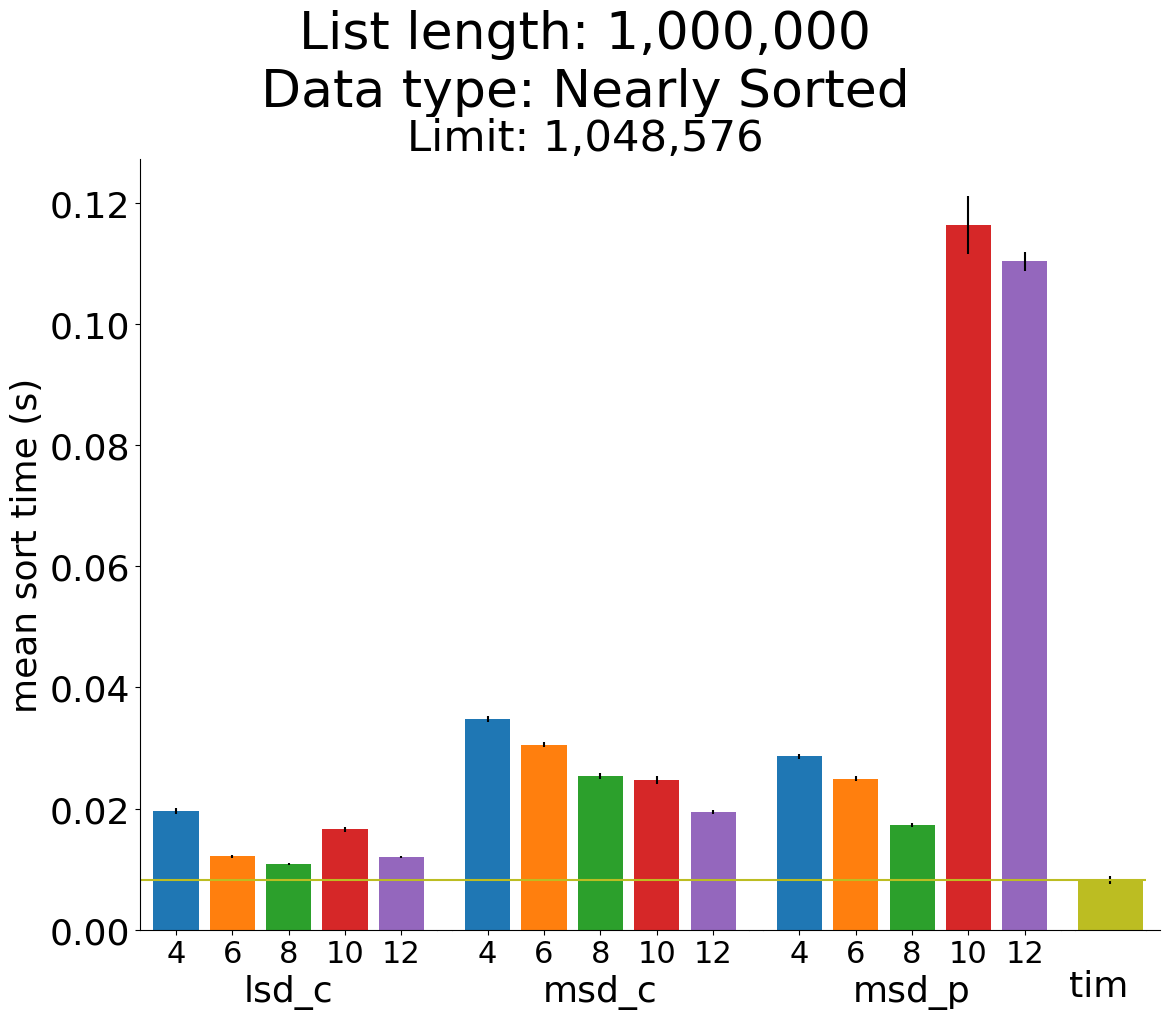 List length: 1,000,000
Data type: Nearly Sorted
Limit: 1,048,576
mean sort time (s)
0.12
0.10
0.08
0.06
0.04
0.02
0.00
4 6 8 10 12 4 6 8 10 12 4 6 8 10 12
lsd_c msd_c msd_p tim